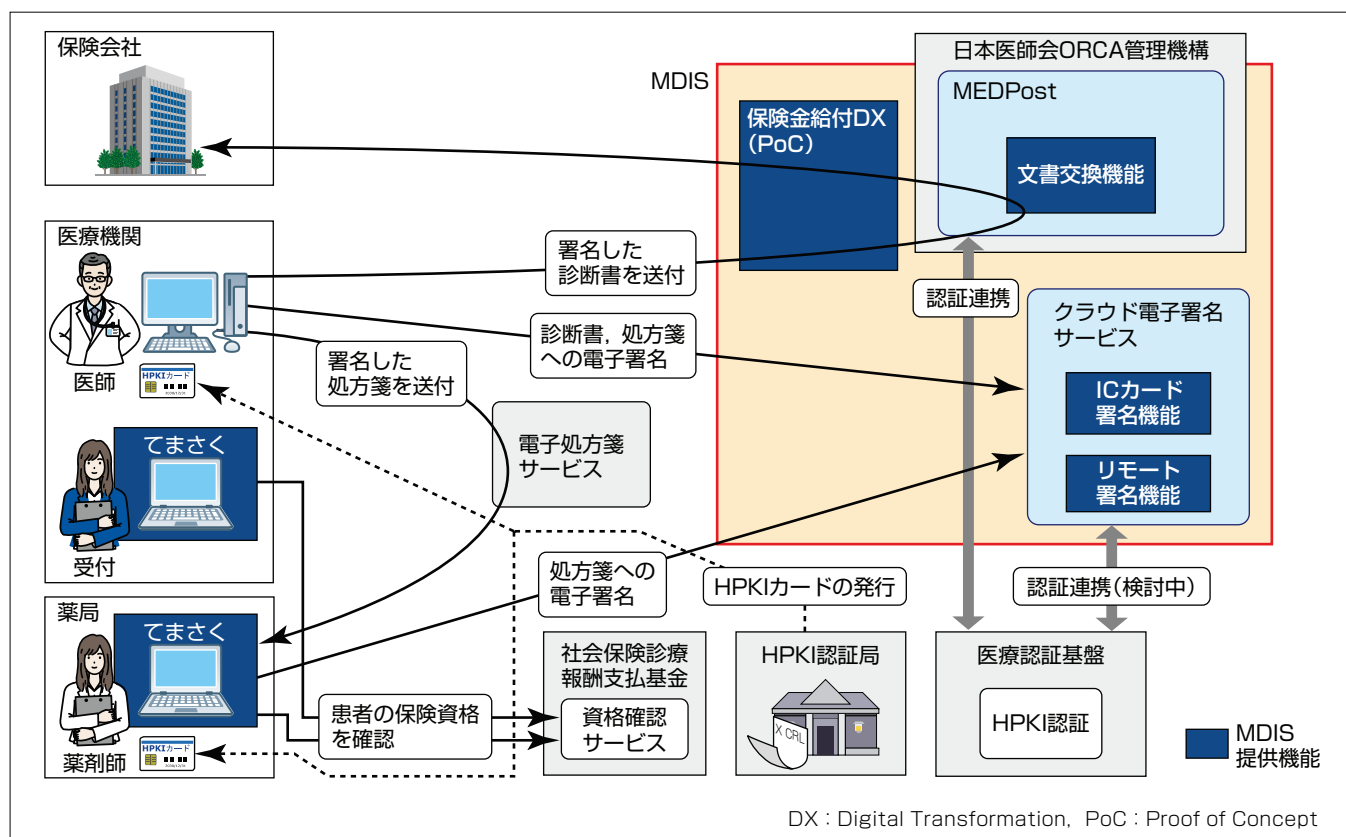 保険会社
MDIS
保険金給付DX
(PoC)
日本医師会ORCA管理機構
MEDPost
文書交換機能
医療機関
医師
HPKIカード
署名した
診断書を送付
診断書，処方箋
への電子署名
署名した
処方箋を送付
認証連携
クラウド電子署名
サービス
ICカード
署名機能
リモート
署名機能
電子処方箋
サービス
てまさく
受付
薬局
てまさく
薬剤師
HPKIカード
処方箋への
電子署名
HPKIカードの発行
認証連携(検討中)
患者の保険資格
を確認
社会保険診療
報酬支払基金
資格確認
サービス
HPKI認証局
X CRL
医療認証基盤
HPKI認証
MDIS
提供機能
DX：Digital Transformation, PoC：Proof of Concept